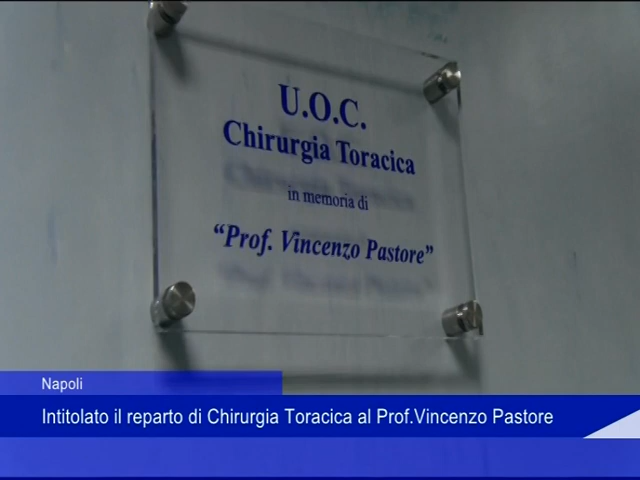 U.O.C.
Chirurgia Toracica
in memoria di
“Prof. Vincenzo Pastore”
Napoli
Intitolato il reparto di Chirurgia Toracica al Prof.Vincenzo Pastore